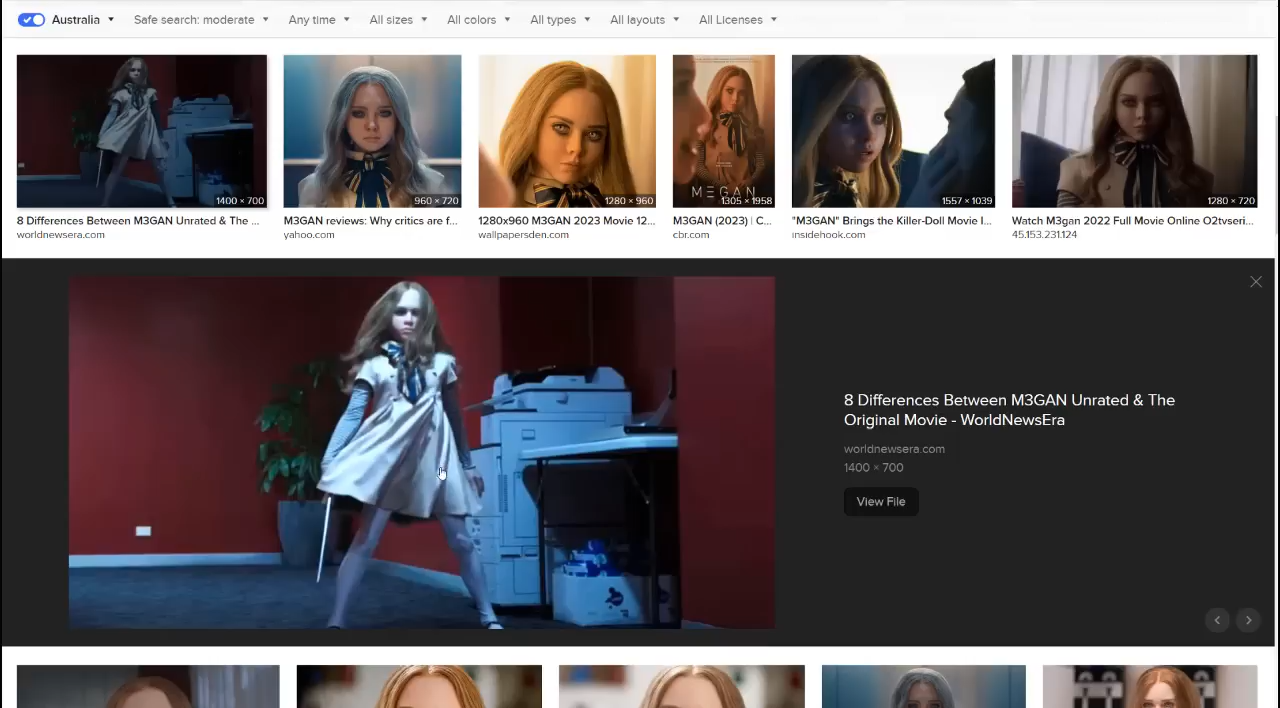 Australia
Safe search: moderate
Any time
All sizes
All colors
All types
All layouts
All Licenses
1400 × 700
960 × 720
1280 × 960
MEGAN
1305 × 1958
1557 × 1039
1280 × 720
8 Differences Between M3GAN Unrated & The ...
M3GAN reviews: Why critics are f...
1280x960 M3GAN 2023 Movie 12...
M3GAN (2023) | C...
"M3GAN" Brings the Killer-Doll Movie I...
Watch M3gan 2022 Full Movie Online O2tvseri...
worldnewsera.com
yahoo.com
wallpapersden.com
cbr.com
insidehook.com
45.153.231.124
8 Differences Between M3GAN Unrated & The
Original Movie - WorldNewsEra
worldnewsera.com
1400 × 700
View File